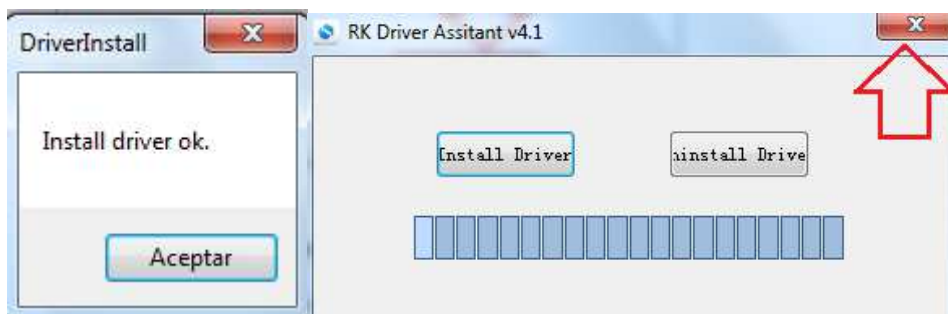 DriverInstall
Install driver ok.
Aceptar
RK Driver Assitant v4.1
Install Driver
ninstall Drive